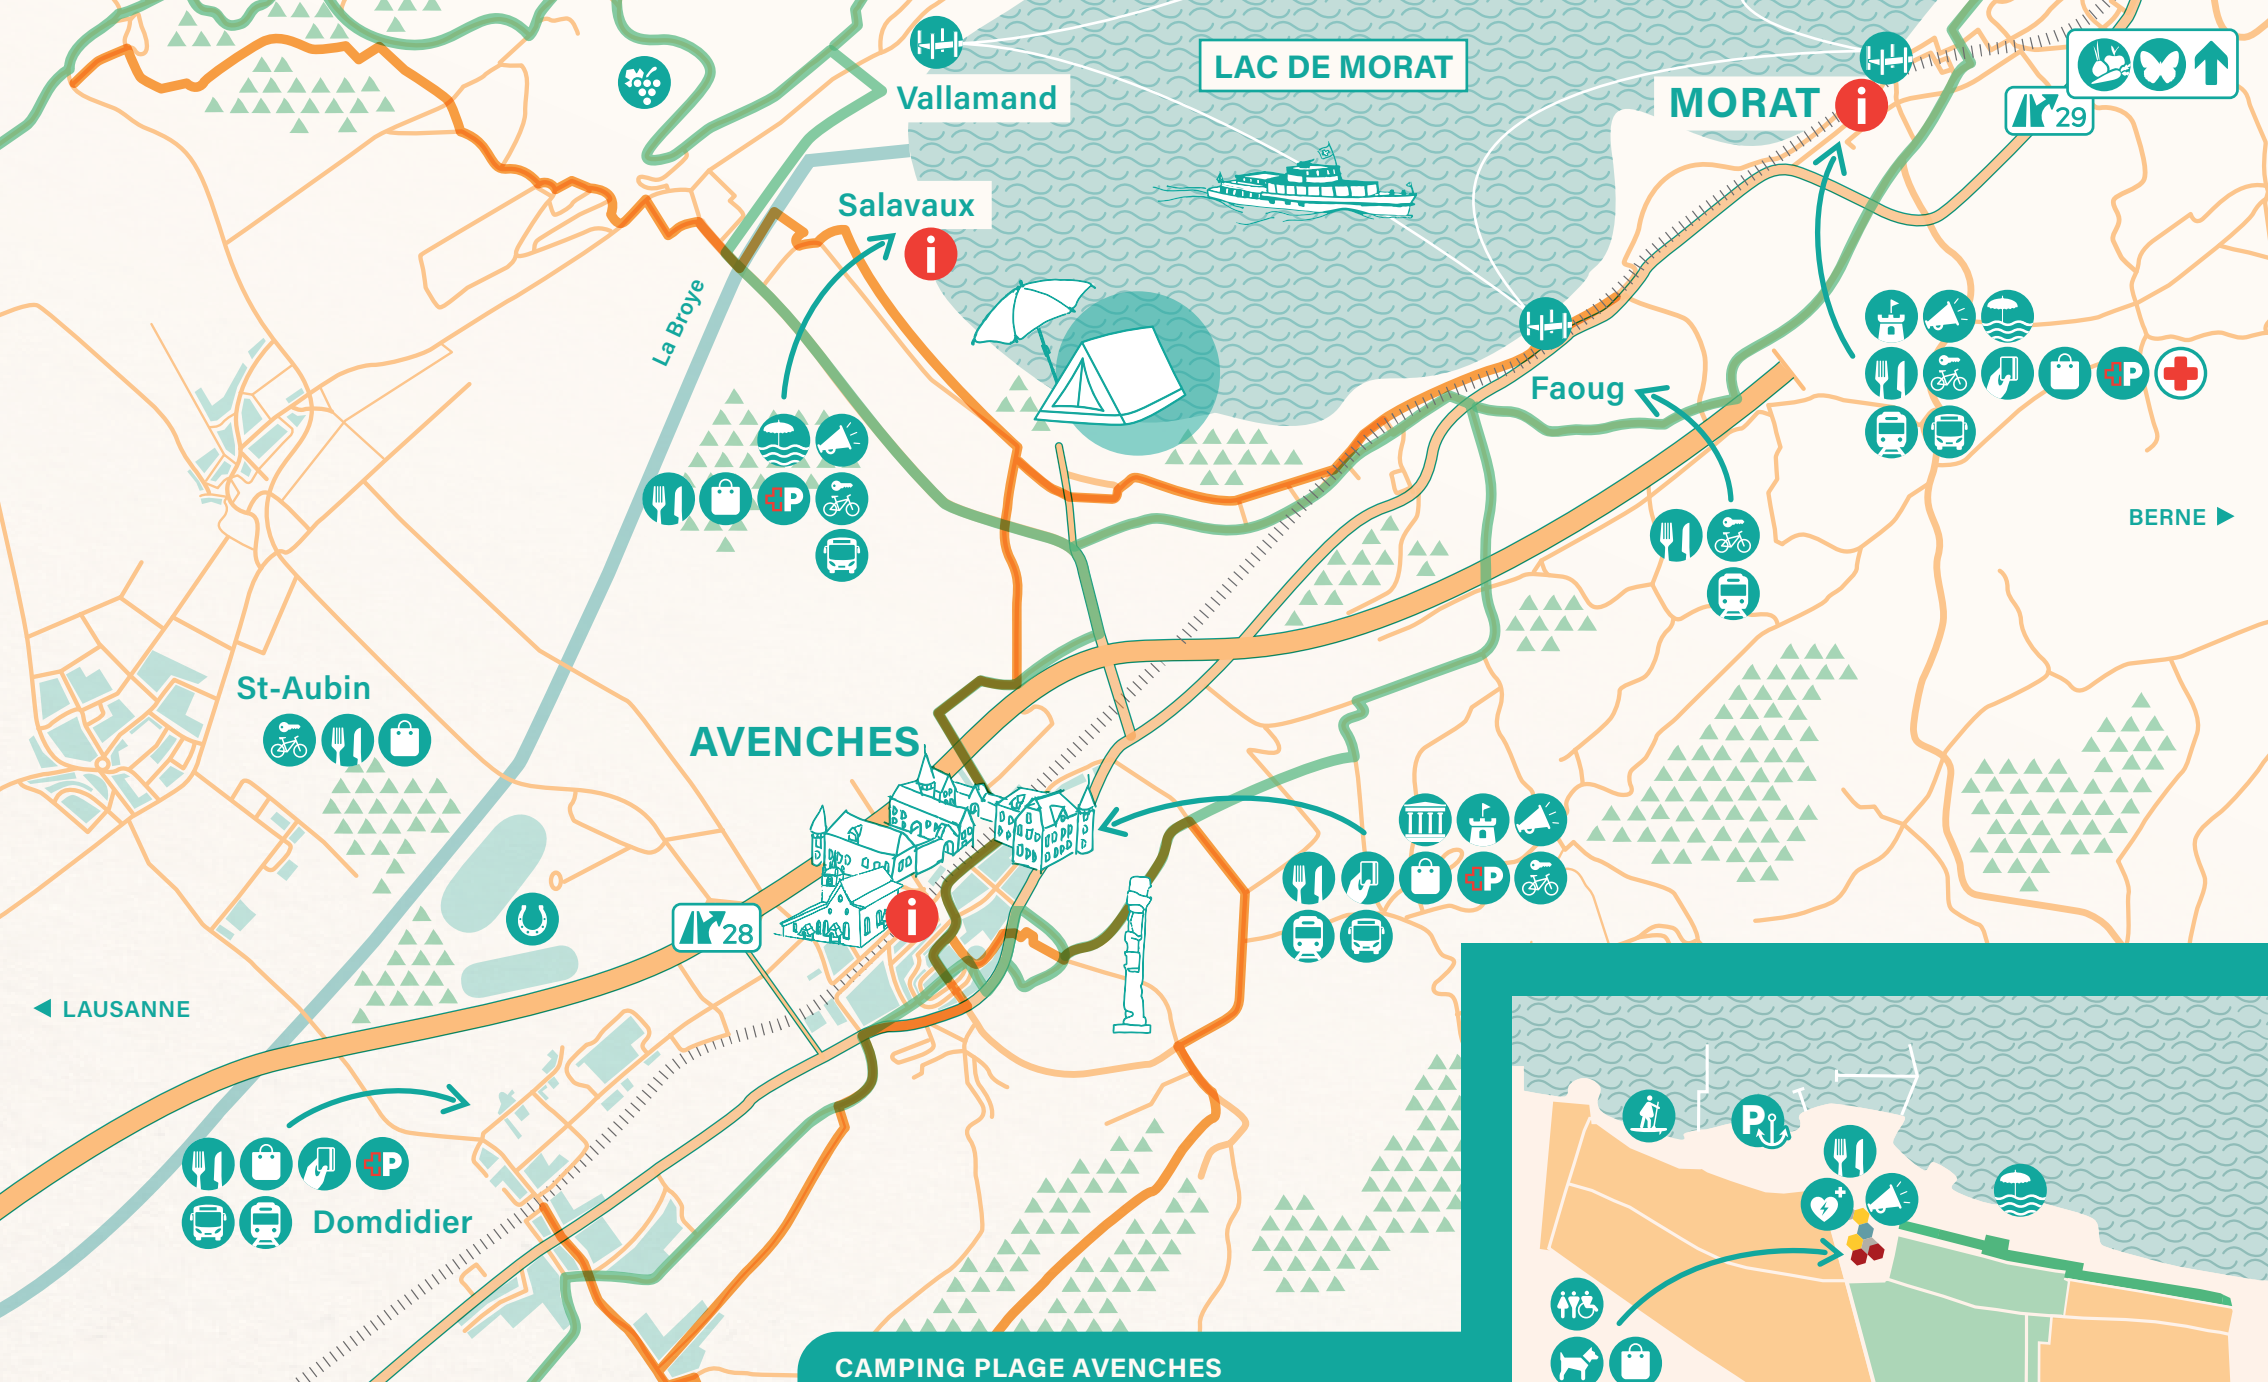 LAC DE MORAT
Vallamand
MORAT
i
29
Salavaux
i
La Broye
Faoug
P
P
BERNE
St-Aubin
AVENCHES
P
28
i
LAUSANNE
P
Domdidier
P
CAMPING PLAGE AVENCHES